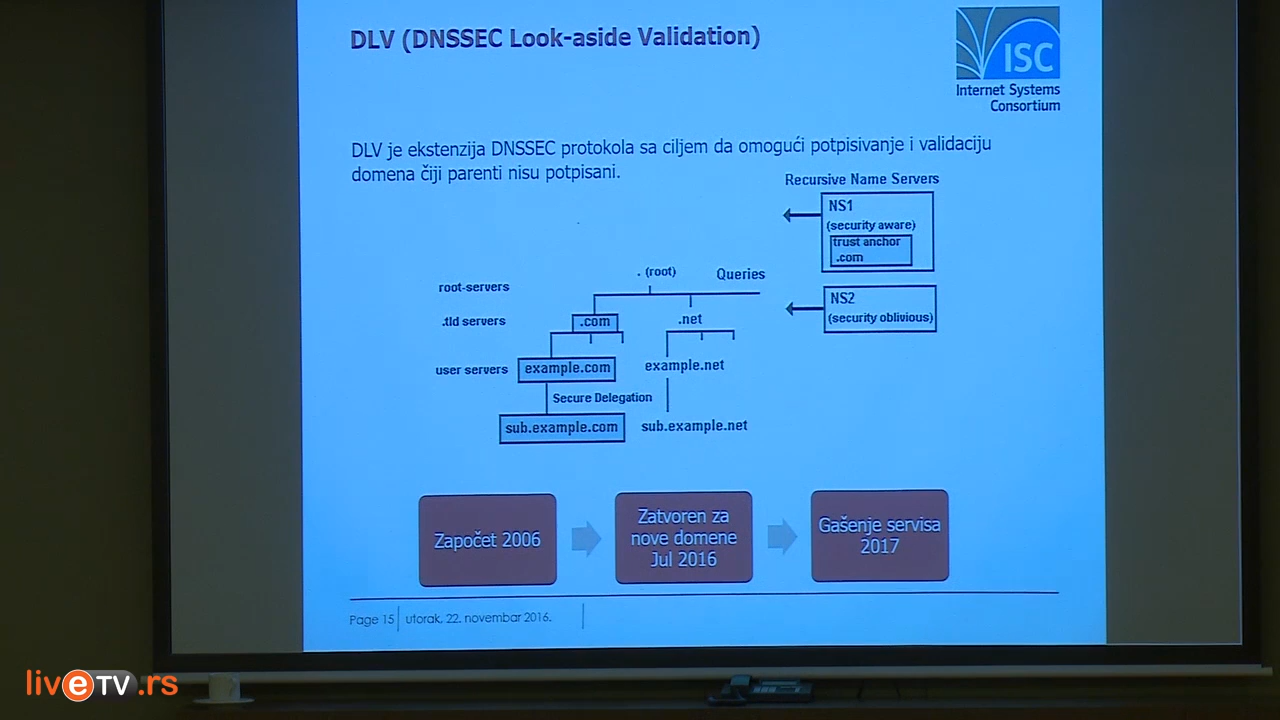 DLV (DNSSEC Look-aside Validation)
ISC
Internet Systems
Consortium
DLV je ekstenzija DNSSEC protokola sa ciljem da omogući potpisivanje i validaciju
domena čiji parenti nisu potpisani.
Recursive Name Servers
NS1
(security aware)
trust anchor
.com
. (root)
Queries
root-servers
NS2
(security oblivious)
.tld servers
.com
.net
user servers
example.com
example.net
Secure Delegation
sub.example.com
sub.example.net
Započet 2006
Zatvoren za
nove domene
Jul 2016
Gašenje servisa
2017
Page 15
utorak, 22. novembar 2016.
liveTV.rs